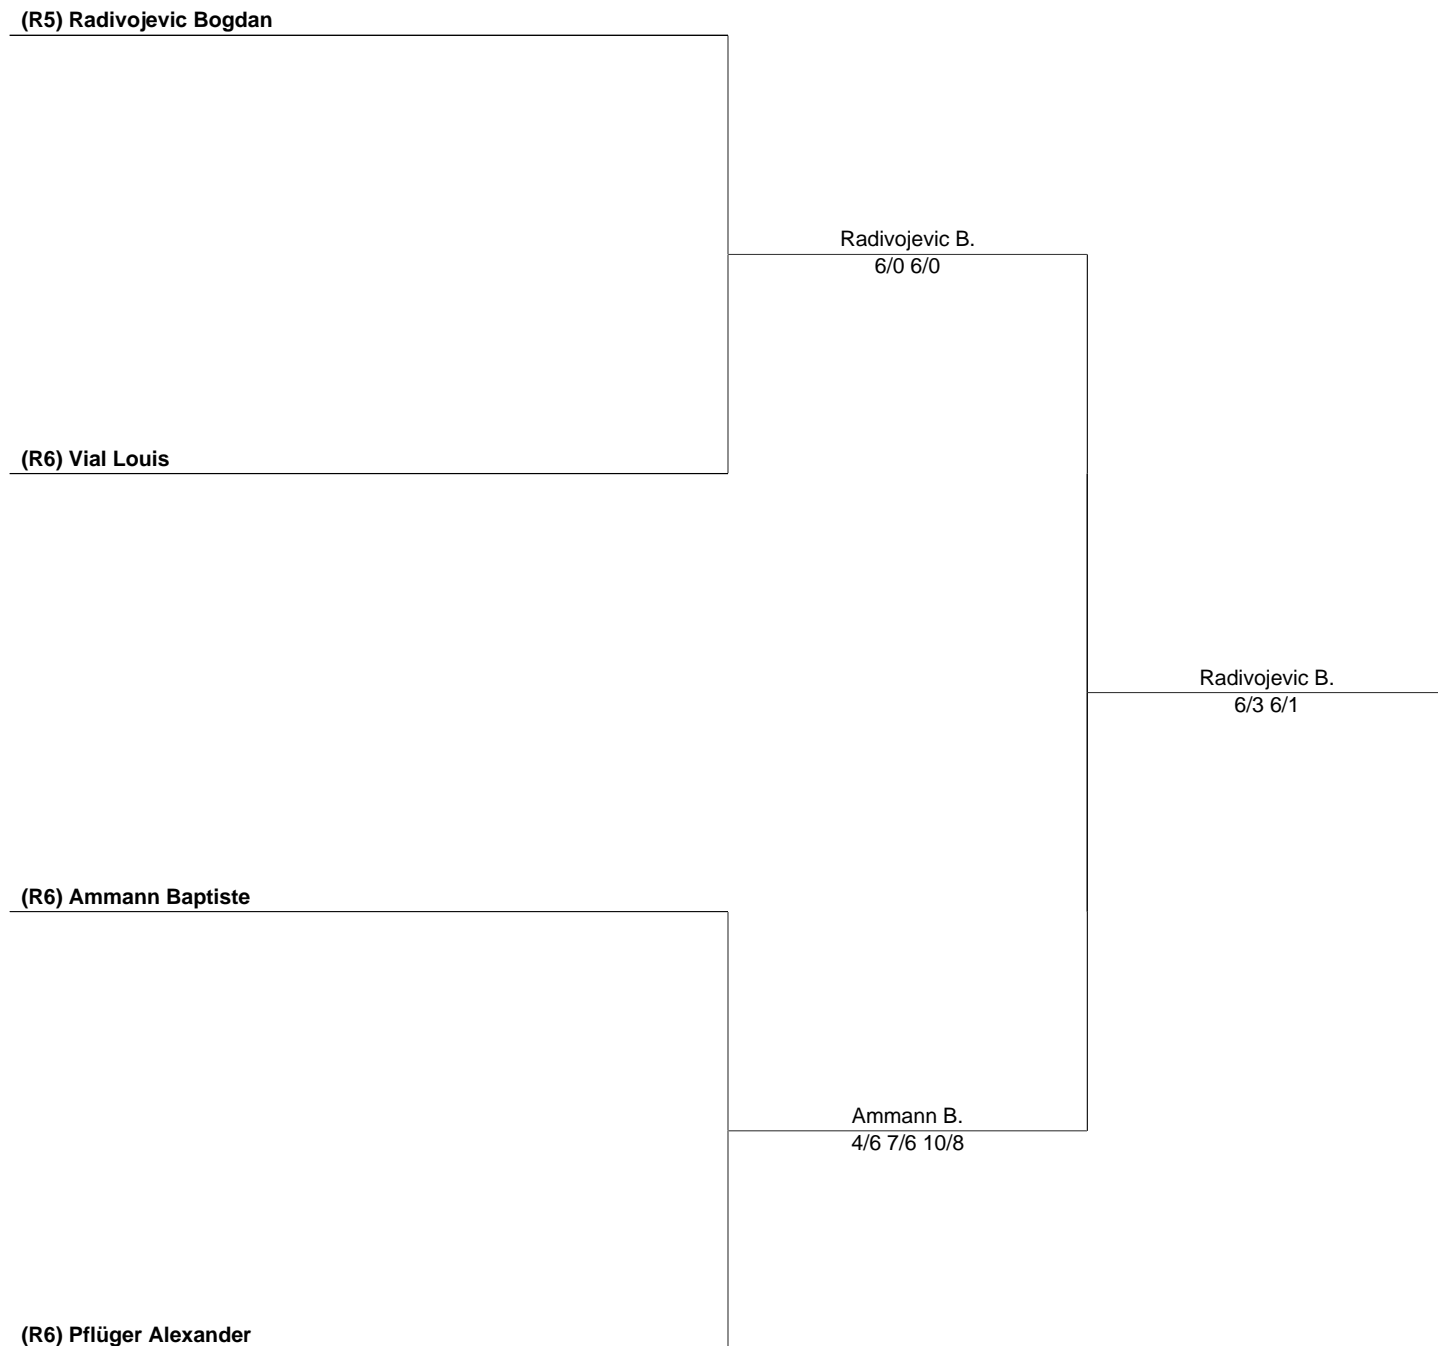 (R5) Radivojevic Bogdan
Radivojevic B.
6/0 6/0
(R6) Vial Louis
Radivojevic B.
6/3 6/1
(R6) Ammann Baptiste
Ammann B.
4/6 7/6 10/8
(R6) Pflüger Alexander